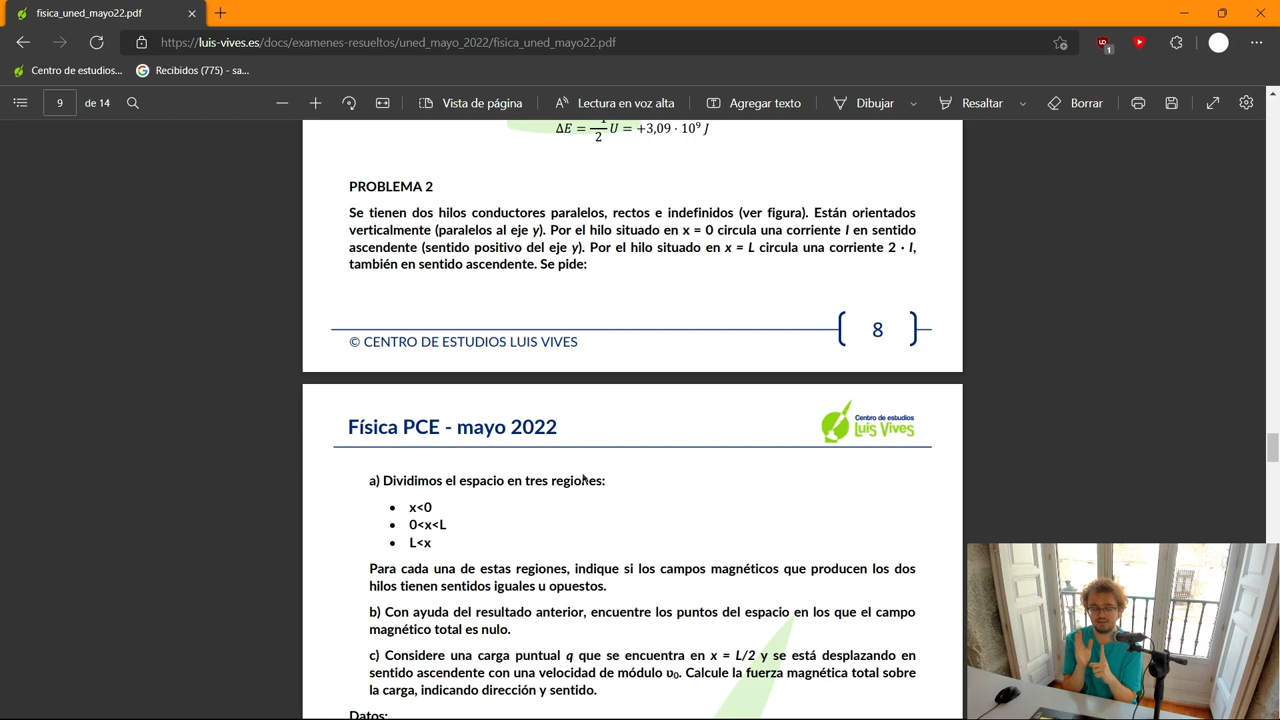 fisica_uned_mayo22.pdf
https://luis-vives.es/docs/examenes-resueltos/uned_mayo_2022/fisica_uned_mayo22.pdf
1
Centro de estudios... Recibidos (775) - sa...
9 de 14 Vista de página Lectura en voz alta Agregar texto Dibujar Resaltar Borrar
2 U = +3,09 · 10⁹ J
PROBLEMA 2
Se tienen dos hilos conductores paralelos, rectos e indefinidos (ver figura). Están orientados
verticalmente (paralelos al eje y). Por el hilo situado en x = 0 circula una corriente I en sentido
ascendente (sentido positivo del eje y). Por el hilo situado en x = L circula una corriente 2 · I,
también en sentido ascendente. Se pide:
8
© CENTRO DE ESTUDIOS LUIS VIVES
Física PCE - mayo 2022
Centro de estudios
Luis Vives
a) Dividimos el espacio en tres regiones:
• x<0
• 0<x<L
• L<x
Para cada una de estas regiones, indique si los campos magnéticos que producen los dos
hilos tienen sentidos iguales u opuestos.
b) Con ayuda del resultado anterior, encuentre los puntos del espacio en los que el campo
magnético total es nulo.
c) Considere una carga puntual q que se encuentra en x = L/2 y se está desplazando en
sentido ascendente con una velocidad de módulo υ₀. Calcule la fuerza magnética total sobre
la carga, indicando dirección y sentido.
Datos: